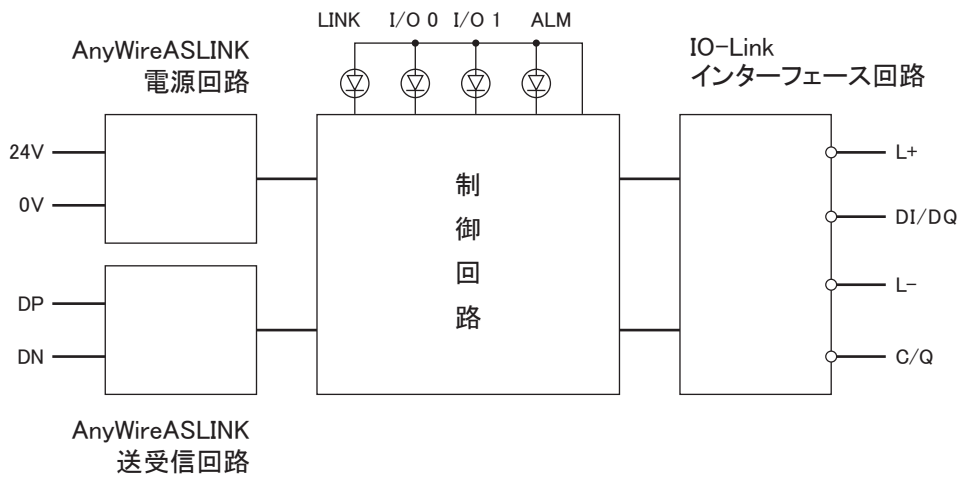 LINK I/O 0 I/O 1 ALM
AnyWireASLINK
電源回路
IO-Link
インターフェース回路
24V
0V
制
御
回
路
L+
DI/DQ
L-
C/Q
DP
DN
AnyWireASLINK
送受信回路